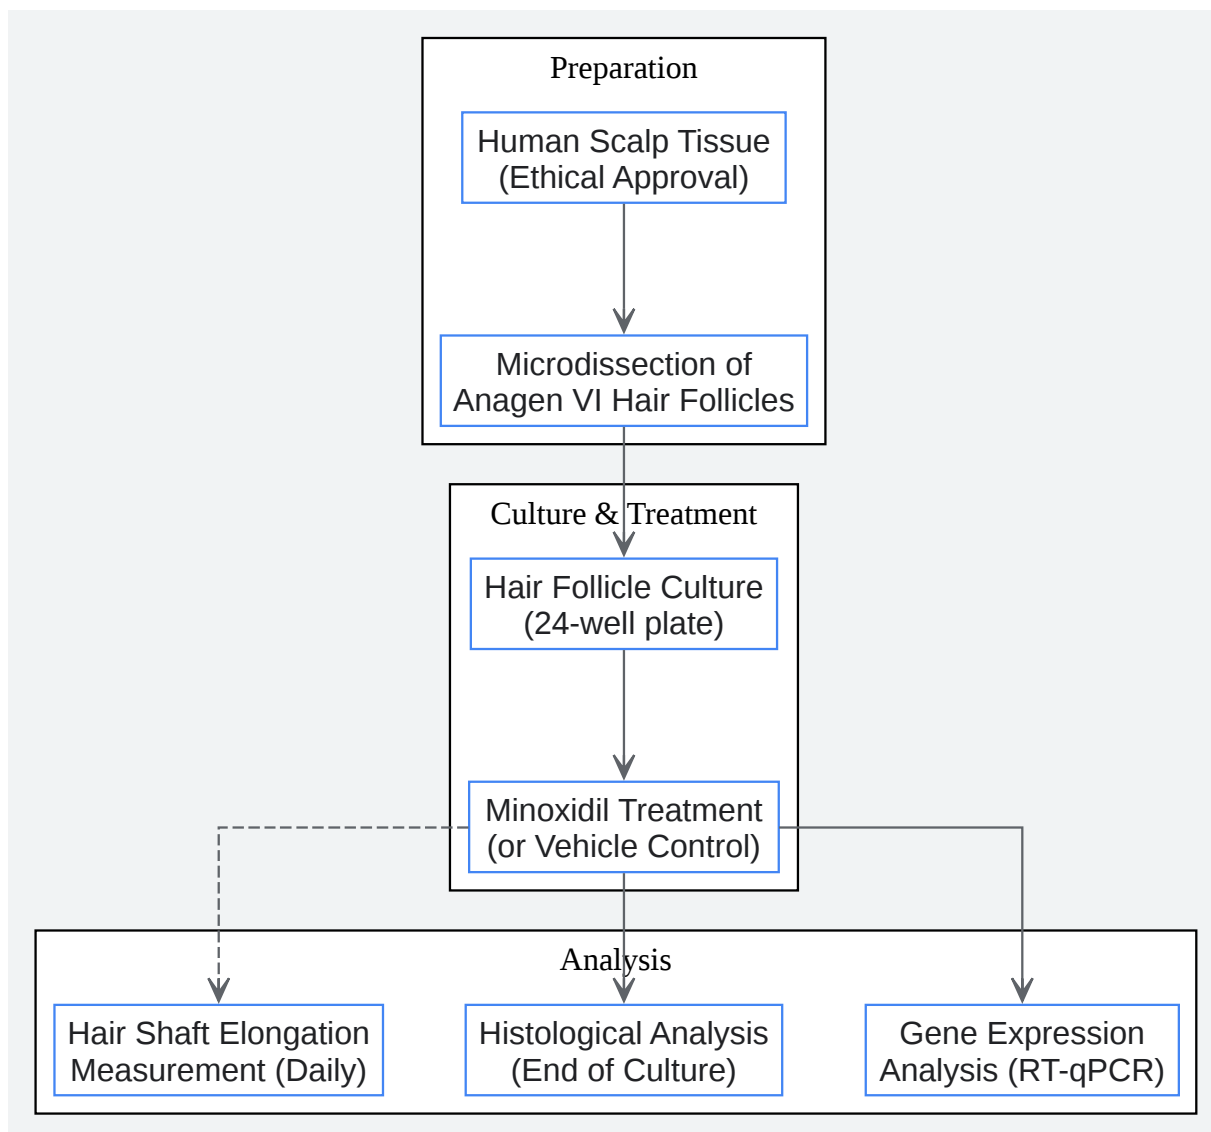 Preparation
Human Scalp Tissue
(Ethical Approval)
Microdissection of
Anagen VI Hair Follicles
Culture & Treatment
Hair Follicle Culture
(24-well plate)
Minoxidil Treatment
(or Vehicle Control)
Analysis
Hair Shaft Elongation
Measurement (Daily)
Histological Analysis
(End of Culture)
Gene Expression
Analysis (RT-qPCR)